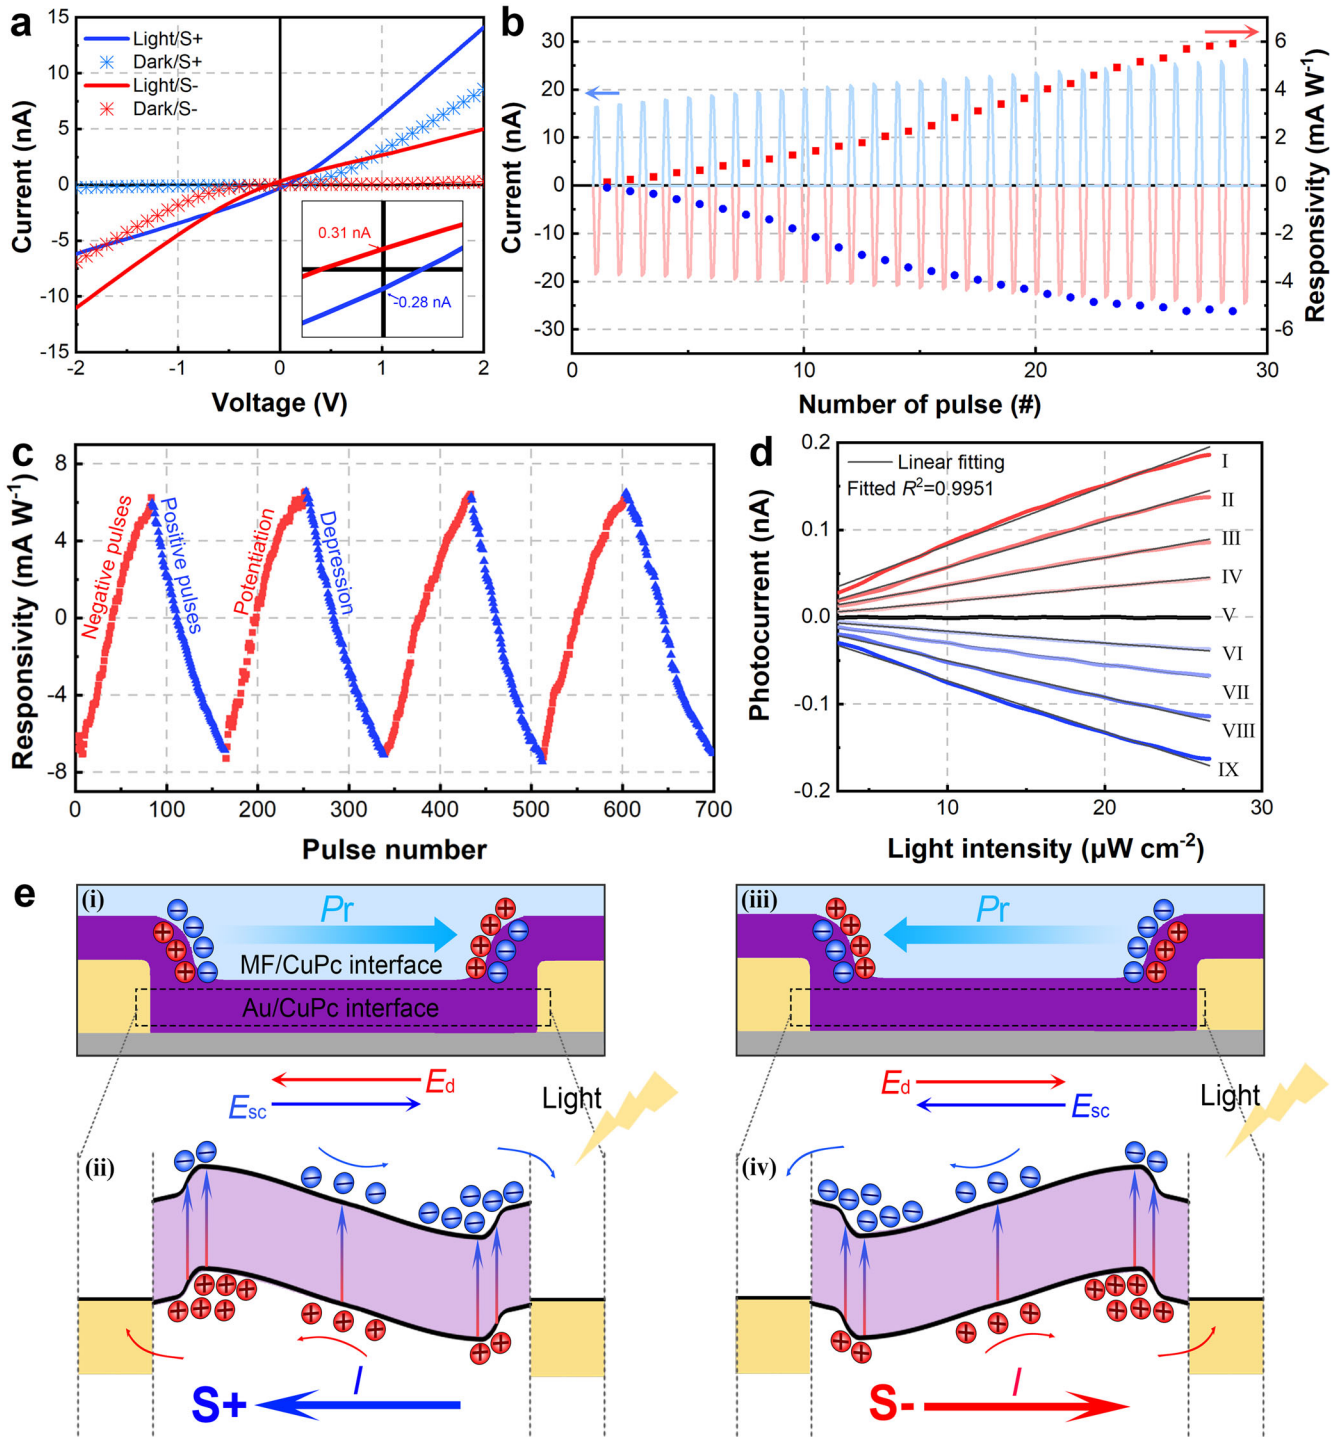 a
Light/S+
Dark/S+
Light/S-
Dark/S-
15
10
5
0
-5
-10
-15
-2
-1
0
1
2
Current (nA)
Voltage (V)
0.31 nA
-0.28 nA
b
30
20
10
0
-10
-20
-30
6
4
2
0
-2
-4
-6
0
10
20
30
Current (nA)
Responsivity (mA W-1)
Number of pulse (#)
c
8
4
0
-4
-8
0
100
200
300
400
500
600
700
Responsivity (mA W-1)
Pulse number
Negative pulses
Positive pulses
Potentiation
Depression
d
Linear fitting
Fitted R2=0.9951
0.2
0.1
0.0
-0.1
-0.2
10
20
30
Photocurrent (nA)
Light intensity (μW cm-2)
I
II
III
IV
V
VI
VII
VIII
IX
e
(i)
Pr
MF/CuPc interface
Au/CuPc interface
Ed
Esc
Light
(ii)
I
S+
(iii)
Pr
Ed
Esc
Light
(iv)
I
S-